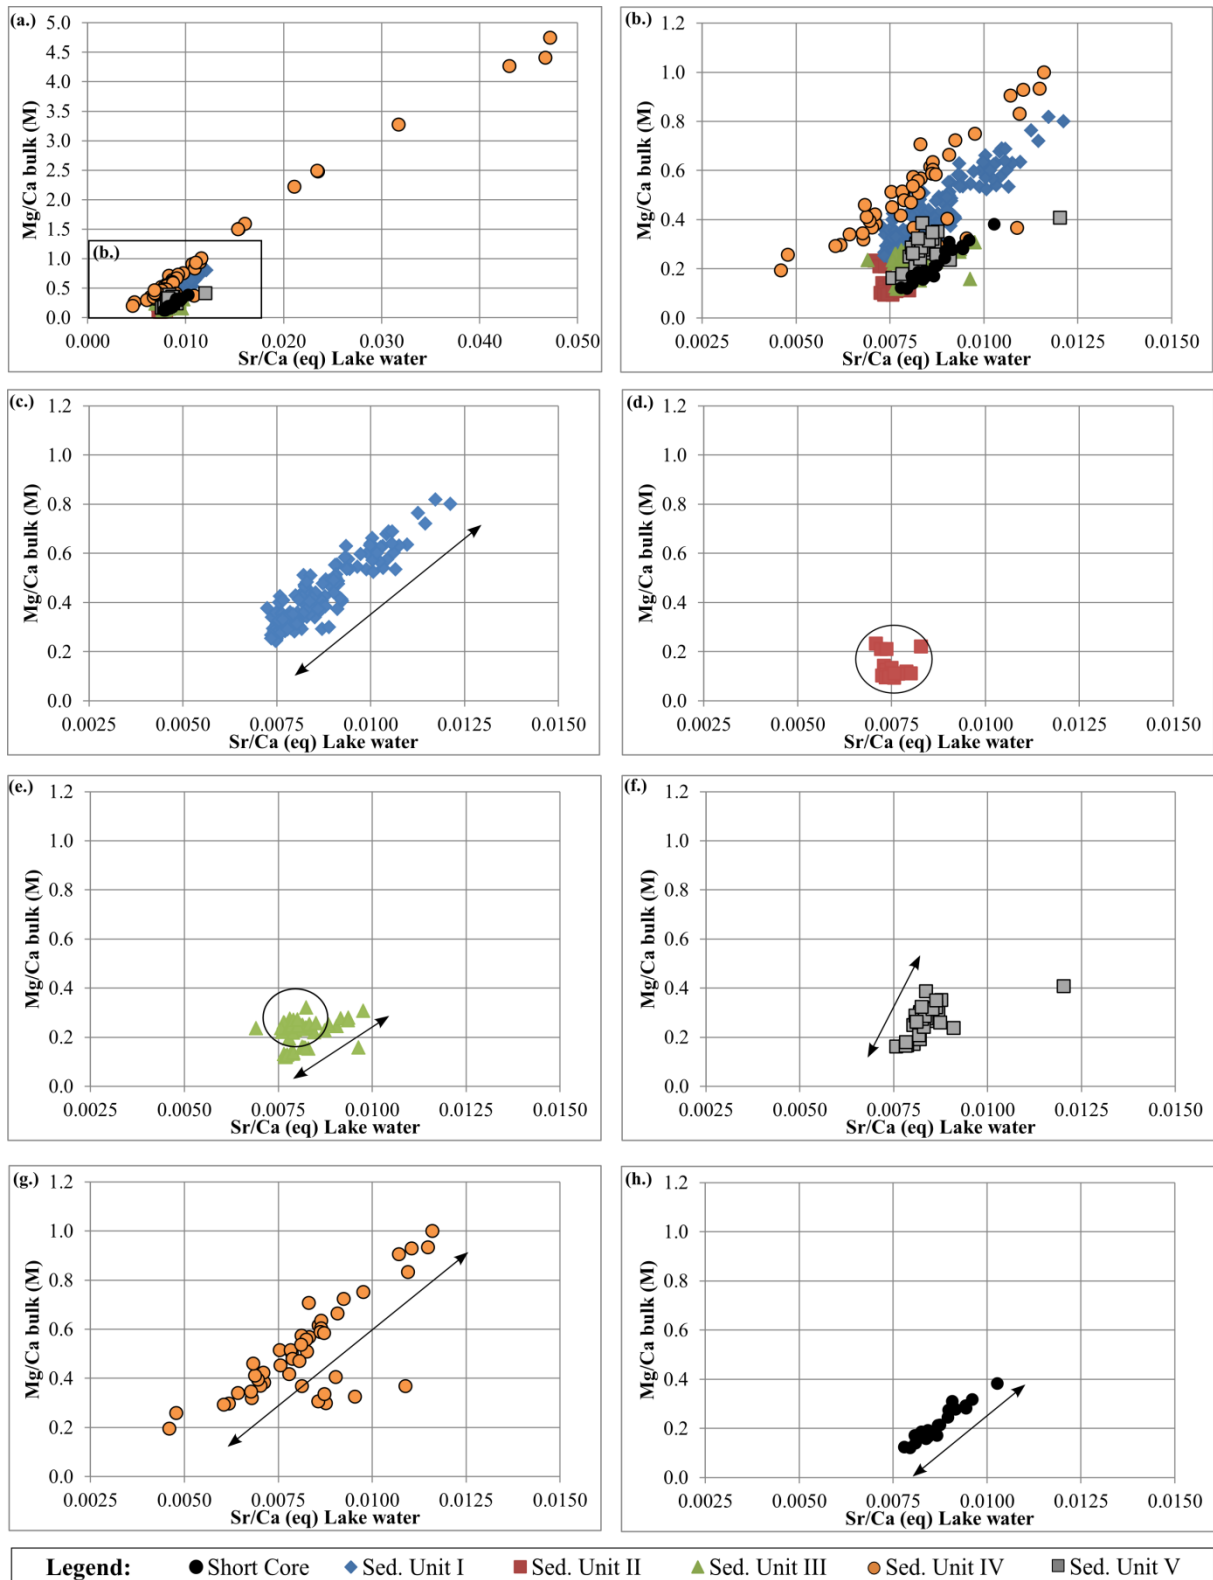 (a.)
5.0
4.5
4.0
3.5
3.0
2.5
2.0
1.5
1.0
0.5
0.0
Mg/Ca bulk (M)
(b.)
0.000 0.010 0.020 0.030 0.040 0.050
Sr/Ca (eq) Lake water
(b.)
1.2
1.0
0.8
0.6
0.4
0.2
0.0
Mg/Ca bulk (M)
0.0025 0.0050 0.0075 0.0100 0.0125 0.0150
Sr/Ca (eq) Lake water
(c.)
1.2
1.0
0.8
0.6
0.4
0.2
0.0
Mg/Ca bulk (M)
0.0025 0.0050 0.0075 0.0100 0.0125 0.0150
Sr/Ca (eq) Lake water
(d.)
1.2
1.0
0.8
0.6
0.4
0.2
0.0
Mg/Ca bulk (M)
0.0025 0.0050 0.0075 0.0100 0.0125 0.0150
Sr/Ca (eq) Lake water
(e.)
1.2
1.0
0.8
0.6
0.4
0.2
0.0
Mg/Ca bulk (M)
0.0025 0.0050 0.0075 0.0100 0.0125 0.0150
Sr/Ca (eq) Lake water
(f.)
1.2
1.0
0.8
0.6
0.4
0.2
0.0
Mg/Ca bulk (M)
0.0025 0.0050 0.0075 0.0100 0.0125 0.0150
Sr/Ca (eq) Lake water
(g.)
1.2
1.0
0.8
0.6
0.4
0.2
0.0
Mg/Ca bulk (M)
0.0025 0.0050 0.0075 0.0100 0.0125 0.0150
Sr/Ca (eq) Lake water
(h.)
1.2
1.0
0.8
0.6
0.4
0.2
0.0
Mg/Ca bulk (M)
0.0025 0.0050 0.0075 0.0100 0.0125 0.0150
Sr/Ca (eq) Lake water
Legend: Short Core Sed. Unit I Sed. Unit II Sed. Unit III Sed. Unit IV Sed. Unit V